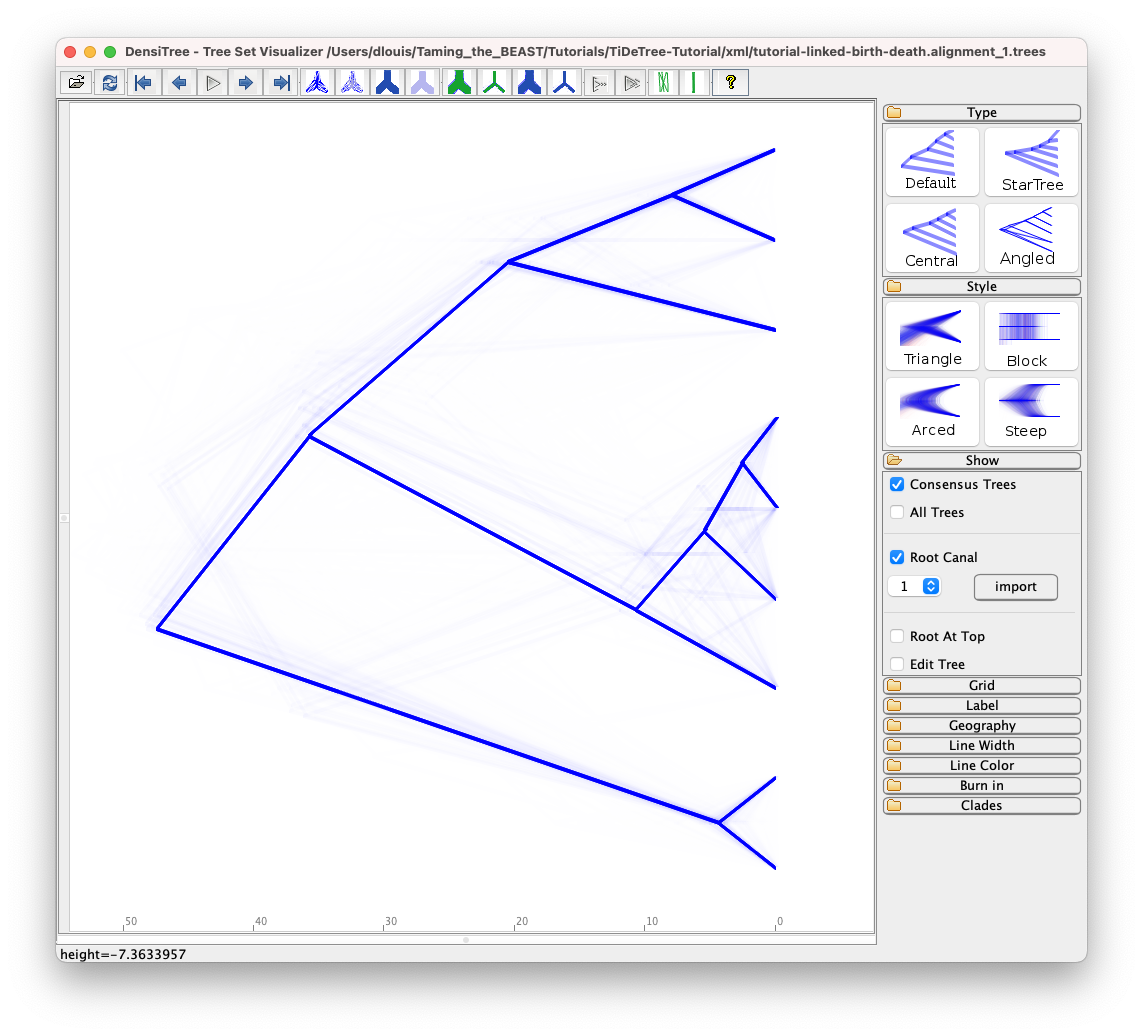 DensiTree - Tree Set Visualizer /Users/dlouis/Taming_the_BEAST/Tutorials/TiDeTree-Tutorial/xml/tutorial-linked-birth-death.alignment_1.trees
?
Type
Default
StarTree
Central
Angled
Style
Triangle
Block
Arced
Steep
Show
Consensus Trees
All Trees
Root Canal
1
import
Root At Top
Edit Tree
Grid
Label
Geography
Line Width
Line Color
Burn in
Clades
50 40 30 20 10 0
height=-7.3633957